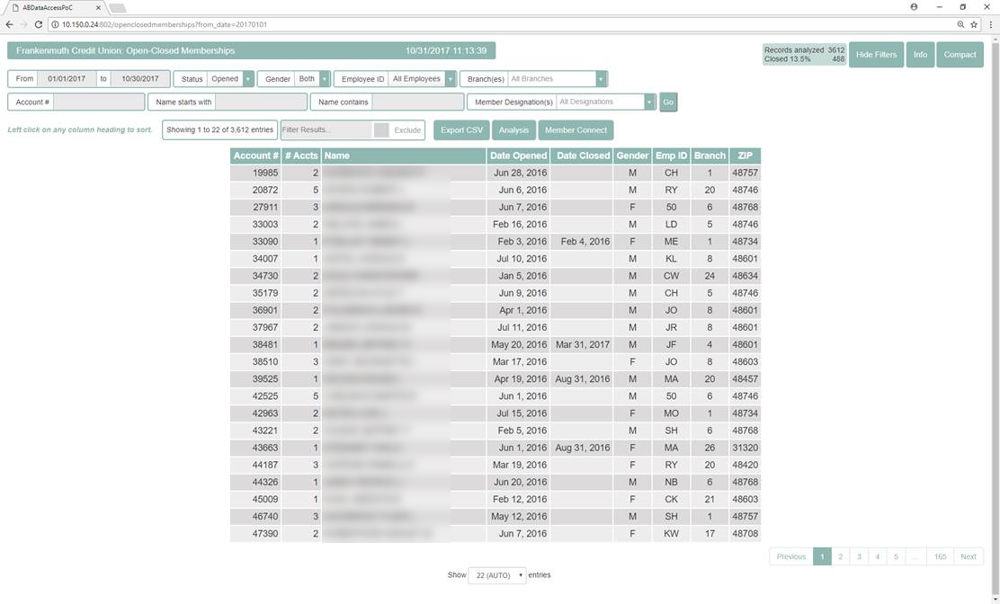 ABDataAccessPoC
10.150.0.24:802/openclosedmemberships?from_date=20170101
Frankenmuth Credit Union: Open-Closed Memberships 10/31/2017 11:13:39
Records analyzed 3612
Closed 13.5% 488
Hide Filters Info Compact
From 01/01/2017 to 10/30/2017 Status Opened Gender Both Employee ID All Employees Branch(es) All Branches
Account # Name starts with Name contains Member Designation(s) All Designations Go
Left click on any column heading to sort. Showing 1 to 22 of 3,612 entries Filter Results... Exclude Export CSV Analysis Member Connect
Account # # Accts Name Date Opened Date Closed Gender Emp ID Branch ZIP
19985 2 Jun 28, 2016 M CH 1 48757
20872 5 Jun 6, 2016 M RY 20 48746
27911 3 Jun 7, 2016 F 50 6 48768
33003 2 Feb 16, 2016 M LD 5 48746
33090 1 Feb 3, 2016 Feb 4, 2016 F ME 1 48734
34007 1 Jul 10, 2016 M KL 8 48601
34730 2 Jan 5, 2016 M CW 24 48634
35179 2 Jun 9, 2016 M CH 5 48746
36901 2 Apr 1, 2016 M JO 8 48601
37967 2 Jul 11, 2016 M JR 8 48601
38481 1 May 20, 2016 Mar 31, 2017 M JF 4 48601
38510 3 Mar 17, 2016 F JO 8 48603
39525 1 Apr 19, 2016 Aug 31, 2016 M MA 20 48457
42525 5 Jun 1, 2016 M 50 6 48746
42963 2 Jul 15, 2016 F MO 1 48734
43221 2 Feb 5, 2016 M SH 6 48768
43663 1 Jun 1, 2016 Aug 31, 2016 F MA 26 31320
44187 3 Mar 19, 2016 F RY 20 48420
44326 1 Jun 20, 2016 M NB 6 48768
45009 1 Feb 12, 2016 F CK 21 48603
46740 3 May 12, 2016 M SH 1 48757
47390 2 Jun 7, 2016 F KW 17 48708
Previous 1 2 3 4 5 ... 165 Next
Show 22 (AUTO) entries